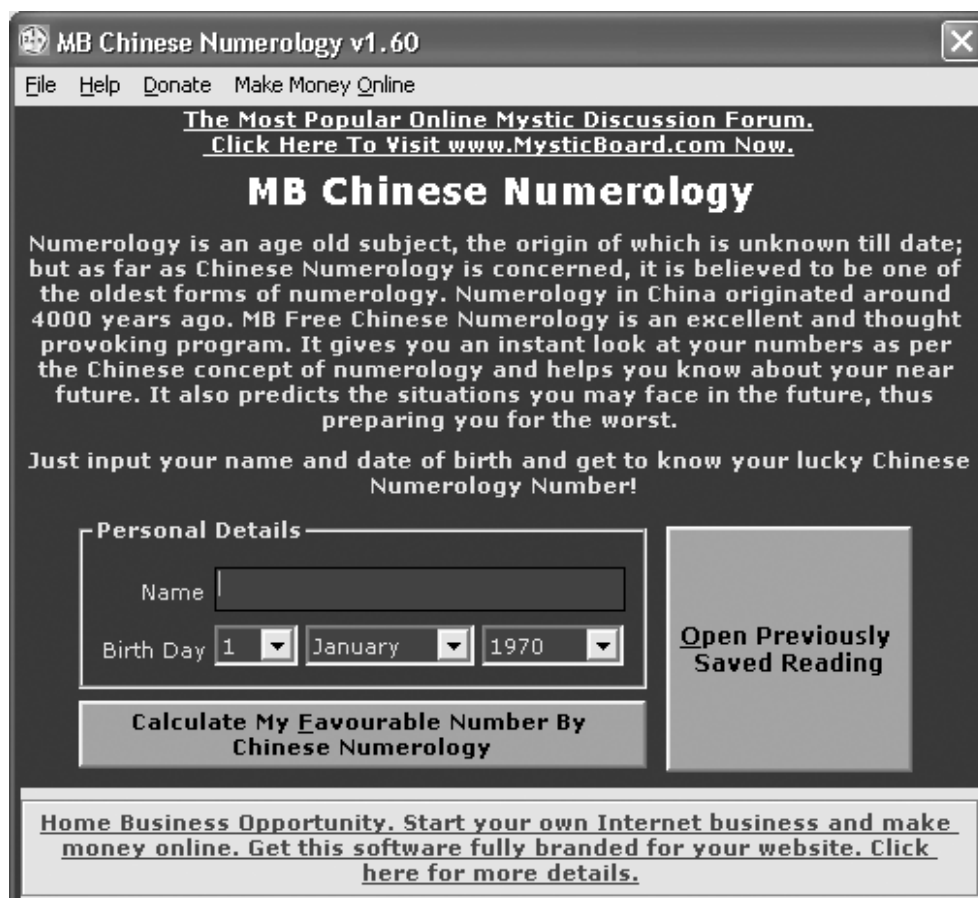 MB Chinese Numerology v1.60
File Help Donate Make Money Online
The Most Popular Online Mystic Discussion Forum.
Click Here To Visit www.MysticBoard.com Now.
MB Chinese Numerology
Numerology is an age old subject, the origin of which is unknown till date;
but as far as Chinese Numerology is concerned, it is believed to be one of
the oldest forms of numerology. Numerology in China originated around
4000 years ago. MB Free Chinese Numerology is an excellent and thought
provoking program. It gives you an instant look at your numbers as per
the Chinese concept of numerology and helps you know about your near
future. It also predicts the situations you may face in the future, thus
preparing you for the worst.
Just input your name and date of birth and get to know your lucky Chinese
Numerology Number!
Personal Details
Name
Birth Day 1 January 1970
Open Previously
Saved Reading
Calculate My Favourable Number By
Chinese Numerology
Home Business Opportunity. Start your own Internet business and make
money online. Get this software fully branded for your website. Click
here for more details.